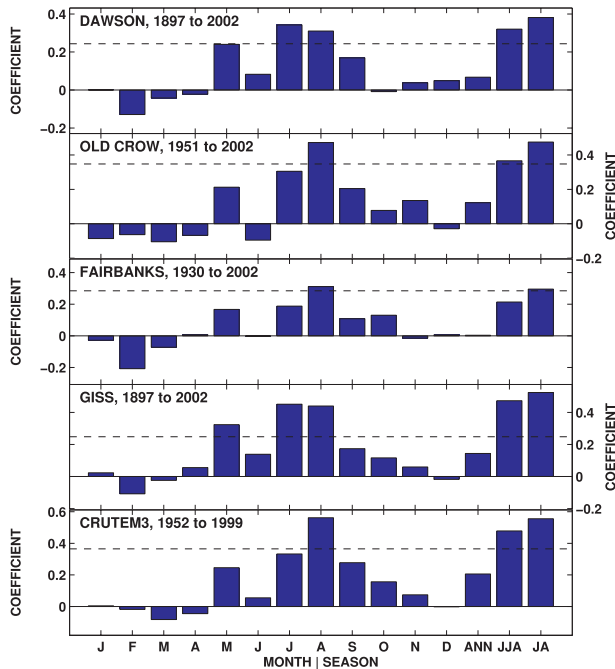 DAWSON, 1897 to 2002
0.4
0.2
0
−0.2
COEFFICIENT
OLD CROW, 1951 to 2002
0.4
0.2
0
−0.2
COEFFICIENT
FAIRBANKS, 1930 to 2002
0.4
0.2
0
−0.2
COEFFICIENT
GISS, 1897 to 2002
0.4
0.2
0
−0.2
COEFFICIENT
CRUTEM3, 1952 to 1999
0.6
0.4
0.2
0
COEFFICIENT
J F M A M J J A S O N D ANN JJA JA
MONTH | SEASON